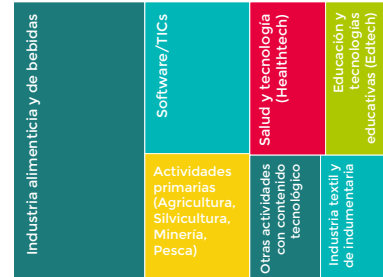 Industria alimenticia y de bebidas
Software/TICs
Salud y tecnología
(Healthtech)
Educación y
tecnologías
educativas (Edtech)
Actividades
primarias
(Agricultura,
Silvicultura,
Minería,
Pesca)
Otras actividades
con contenido
tecnológico
Industria textil y
de indumentaria